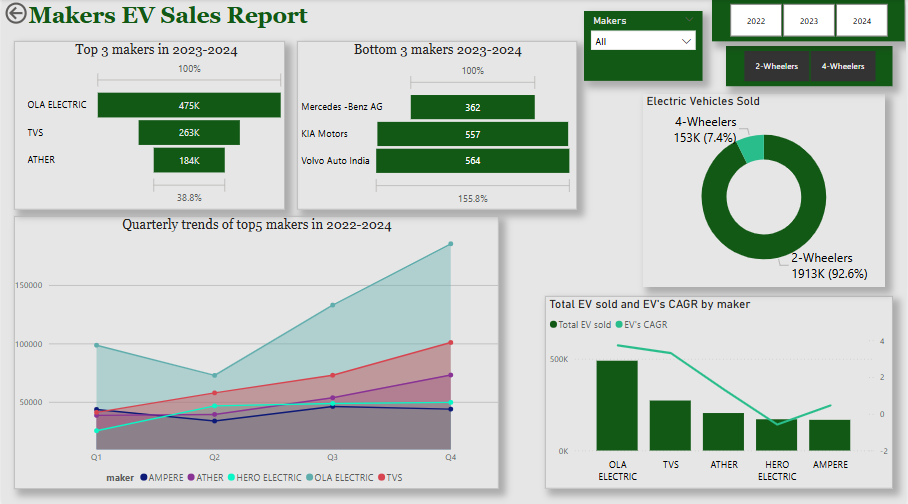 Makers EV Sales Report
Makers
All
2022
2023
2024
2-Wheelers
4-Wheelers
Top 3 makers in 2023-2024
100%
OLA ELECTRIC
475K
TVS
263K
ATHER
184K
38.8%
Bottom 3 makers 2023-2024
100%
Mercedes -Benz AG
362
KIA Motors
557
Volvo Auto India
564
155.8%
Electric Vehicles Sold
4-Wheelers
153K (7.4%)
2-Wheelers
1913K (92.6%)
Quarterly trends of top5 makers in 2022-2024
150000
100000
50000
Q1
Q2
Q3
Q4
maker AMPERE ATHER HERO ELECTRIC OLA ELECTRIC TVS
Total EV sold and EV's CAGR by maker
Total EV sold EV's CAGR
500K
0K
4
2
0
-2
OLA
ELECTRIC
TVS
ATHER
HERO
ELECTRIC
AMPERE